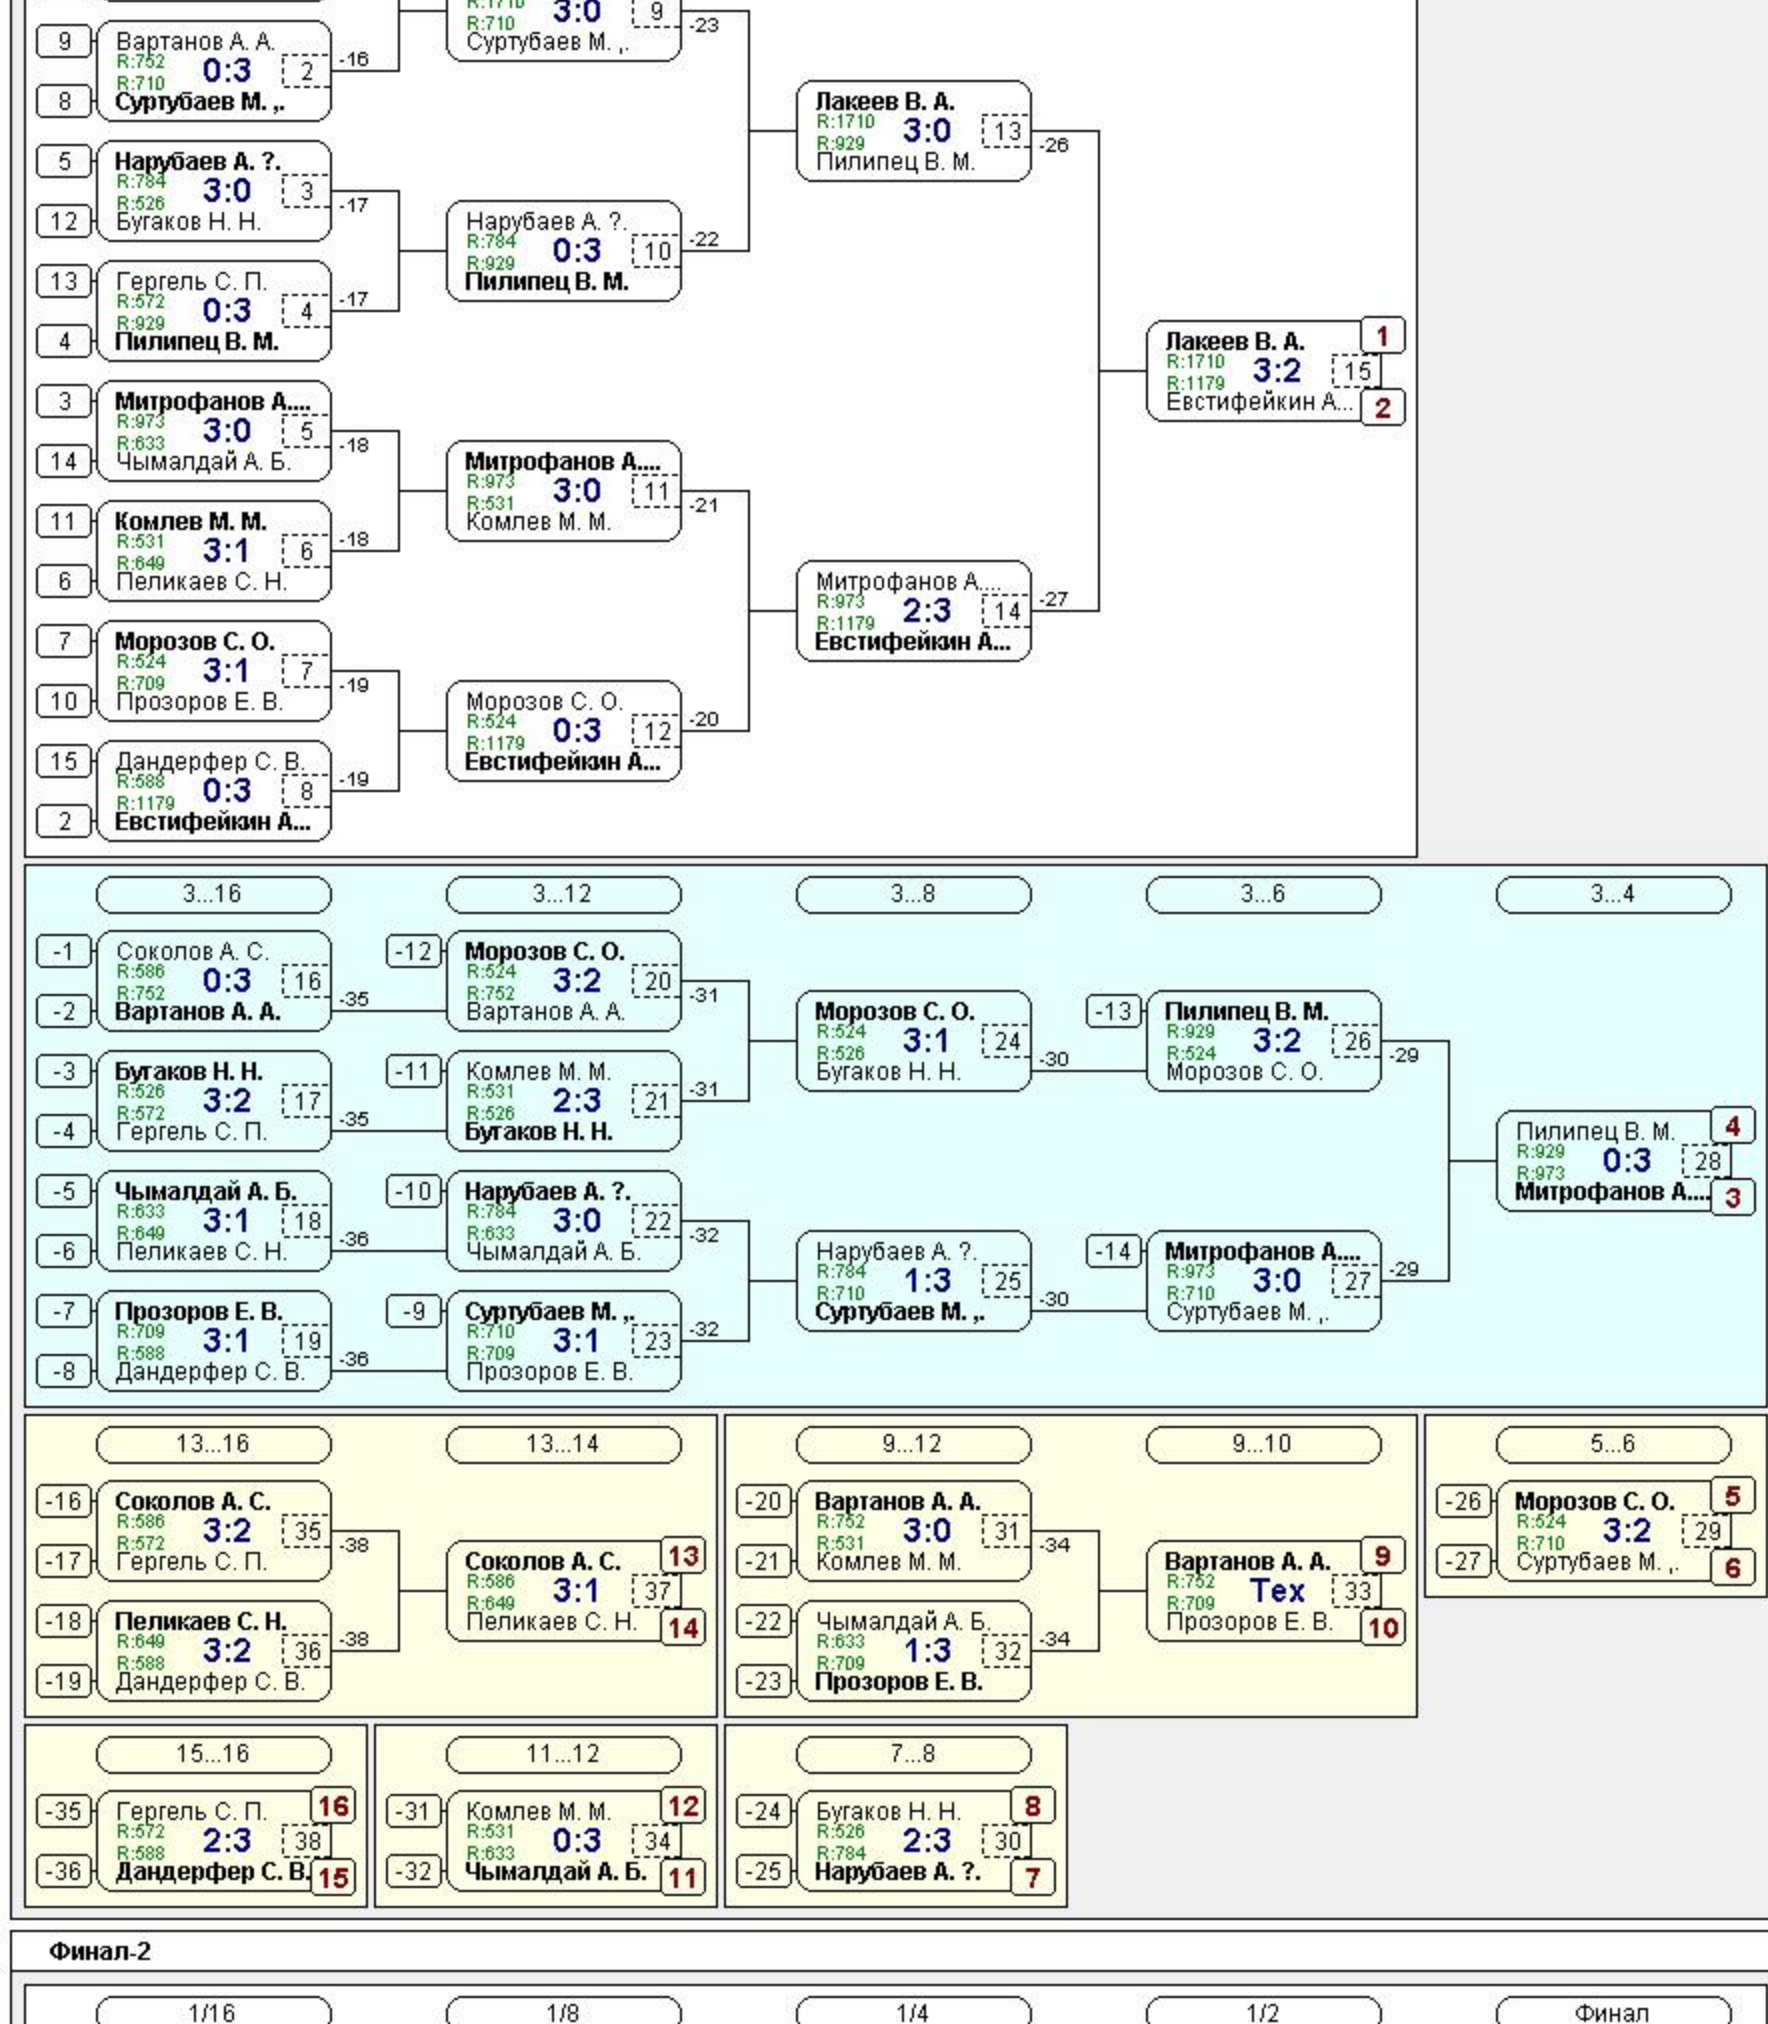 R:1710
3:0
9
R:710
Суртубаев М. ,.
-23
9
Вартанов А. А.
R:752
0:3
2
R:710
8
Суртубаев М. ,.
-16
5
Нарубаев А. ?.
R:784
3:0
3
R:526
12
Бугаков Н. Н.
-17
13
Гергель С. П.
R:572
0:3
4
R:929
4
Пилипец В. М.
-17
Нарубаев А. ?.
R:784
0:3
10
R:929
Пилипец В. М.
-22
Лакеев В. А.
R:1710
3:0
13
R:929
Пилипец В. М.
-26
3
Митрофанов А....
R:973
3:0
5
R:633
14
Чымалдай А. Б.
-18
11
Комлев М. М.
R:531
3:1
6
R:649
6
Пеликаев С. Н.
-18
Митрофанов А....
R:973
3:0
11
R:531
Комлев М. М.
-21
7
Морозов С. О.
R:524
3:1
7
R:709
10
Прозоров Е. В.
-19
15
Дандерфер С. В.
R:588
0:3
8
R:1179
2
Евстифейкин А...
-19
Морозов С. О.
R:524
0:3
12
R:1179
Евстифейкин А...
-20
Митрофанов А....
R:973
2:3
14
R:1179
Евстифейкин А...
-27
Лакеев В. А.
1
R:1710
3:2
15
R:1179
Евстифейкин А...
2
3...16
3...12
3...8
3...6
3...4
-1
Соколов А. С.
R:586
0:3
16
R:752
-2
Вартанов А. А.
-35
-3
Бугаков Н. Н.
R:526
3:2
17
R:572
-4
Гергель С. П.
-35
-5
Чымалдай А. Б.
R:633
3:1
18
R:649
-6
Пеликаев С. Н.
-36
-7
Прозоров Е. В.
R:709
3:1
19
R:588
-8
Дандерфер С. В.
-36
-12
Морозов С. О.
R:524
3:2
20
R:752
Вартанов А. А.
-31
-11
Комлев М. М.
R:531
2:3
21
R:526
Бугаков Н. Н.
-31
-10
Нарубаев А. ?.
R:784
3:0
22
R:633
Чымалдай А. Б.
-32
-9
Суртубаев М. ,.
R:710
3:1
23
R:709
Прозоров Е. В.
-32
Морозов С. О.
R:524
3:1
24
R:526
Бугаков Н. Н.
-30
Нарубаев А. ?.
R:784
1:3
25
R:710
Суртубаев М. ,.
-30
-13
Пилипец В. М.
R:929
3:2
26
R:524
Морозов С. О.
-29
-14
Митрофанов А....
R:973
3:0
27
R:710
Суртубаев М. ,.
-29
Пилипец В. М.
4
R:929
0:3
28
R:973
Митрофанов А....
3
13...16
13...14
-16
Соколов А. С.
R:586
3:2
35
R:572
-17
Гергель С. П.
-38
-18
Пеликаев С. Н.
R:649
3:2
36
R:588
-19
Дандерфер С. В.
-38
Соколов А. С.
13
R:586
3:1
37
R:649
Пеликаев С. Н.
14
9...12
9...10
-20
Вартанов А. А.
R:752
3:0
31
R:531
-21
Комлев М. М.
-34
-22
Чымалдай А. Б.
R:633
1:3
32
R:709
-23
Прозоров Е. В.
-34
Вартанов А. А.
9
R:752
Тех
33
R:709
Прозоров Е. В.
10
5...6
-26
Морозов С. О.
5
R:524
3:2
29
R:710
-27
Суртубаев М. ,.
6
15...16
-35
Гергель С. П.
16
R:572
2:3
38
R:588
-36
Дандерфер С. В.
15
11...12
-31
Комлев М. М.
12
R:531
0:3
34
R:633
-32
Чымалдай А. Б.
11
7...8
-24
Бугаков Н. Н.
8
R:526
2:3
30
R:784
-25
Нарубаев А. ?.
7
Финал-2
1/16
1/8
1/4
1/2
Финал